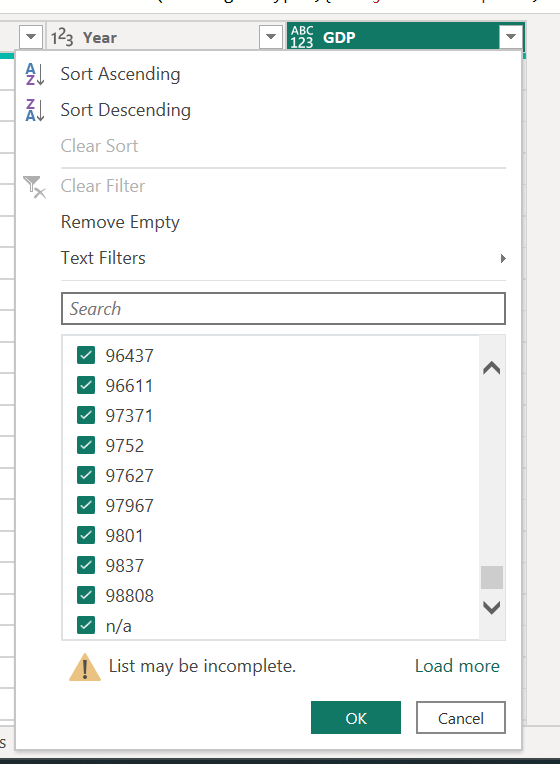 1²3 Year
ABC
123 GDP
Sort Ascending
Sort Descending
Clear Sort
Clear Filter
Remove Empty
Text Filters
Search
96437
96611
97371
9752
97627
97967
9801
9837
98808
n/a
List may be incomplete. Load more
OK Cancel
s